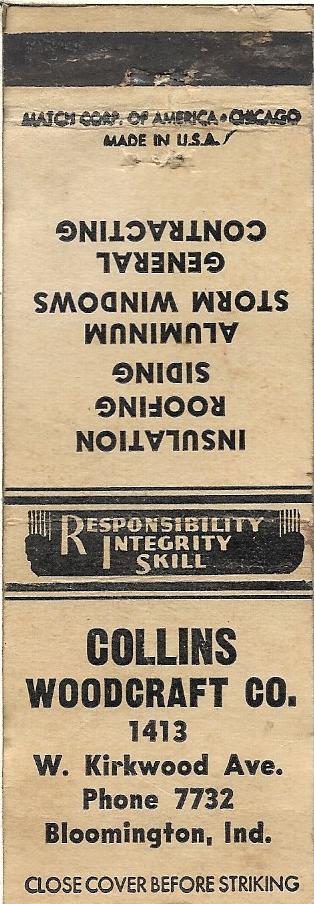 MATCH CORP. OF AMERICA • CHICAGO
MADE IN U.S.A.
INSULATION
ROOFING
SIDING
ALUMINUM
STORM WINDOWS
GENERAL
CONTRACTING
RESPONSIBILITY
INTEGRITY
SKILL
COLLINS
WOODCRAFT CO.
1413
W. Kirkwood Ave.
Phone 7732
Bloomington, Ind.
CLOSE COVER BEFORE STRIKING